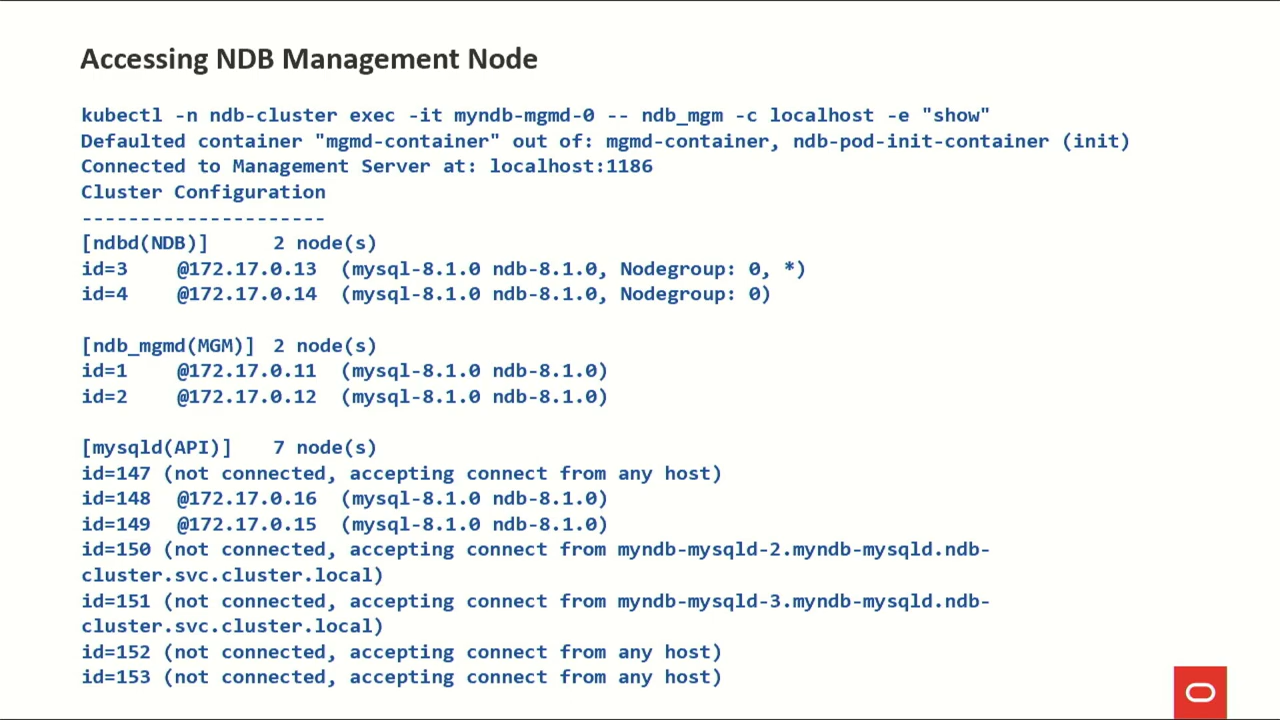 Accessing NDB Management Node
kubectl -n ndb-cluster exec -it myndb-mgmd-0 -- ndb_mgm -c localhost -e "show"
Defaulted container "mgmd-container" out of: mgmd-container, ndb-pod-init-container (init)
Connected to Management Server at: localhost:1186
Cluster Configuration
---------------------
[ndbd(NDB)]     2 node(s)
id=3    @172.17.0.13  (mysql-8.1.0 ndb-8.1.0, Nodegroup: 0, *)
id=4    @172.17.0.14  (mysql-8.1.0 ndb-8.1.0, Nodegroup: 0)
[ndb_mgmd(MGM)] 2 node(s)
id=1    @172.17.0.11  (mysql-8.1.0 ndb-8.1.0)
id=2    @172.17.0.12  (mysql-8.1.0 ndb-8.1.0)
[mysqld(API)]   7 node(s)
id=147 (not connected, accepting connect from any host)
id=148  @172.17.0.16  (mysql-8.1.0 ndb-8.1.0)
id=149  @172.17.0.15  (mysql-8.1.0 ndb-8.1.0)
id=150 (not connected, accepting connect from myndb-mysqld-2.myndb-mysqld.ndb-
cluster.svc.cluster.local)
id=151 (not connected, accepting connect from myndb-mysqld-3.myndb-mysqld.ndb-
cluster.svc.cluster.local)
id=152 (not connected, accepting connect from any host)
id=153 (not connected, accepting connect from any host)